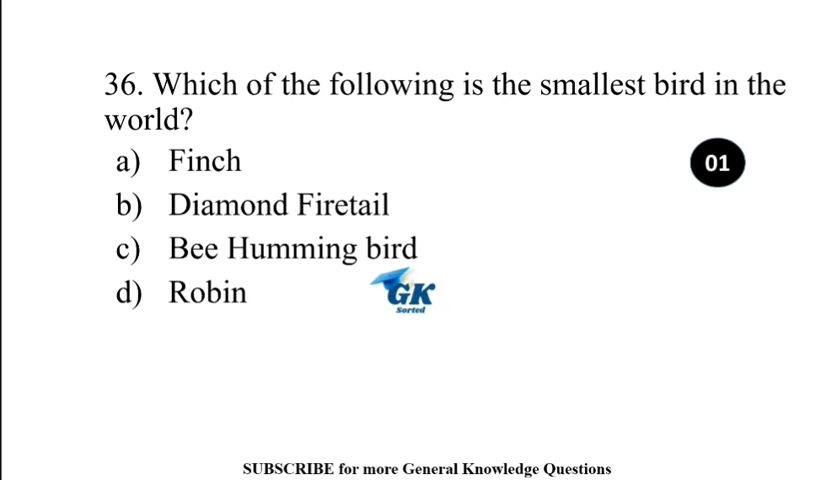 36. Which of the following is the smallest bird in the
world?
a) Finch
01
b) Diamond Firetail
c) Bee Humming bird
d) Robin
GK
Sorted
SUBSCRIBE for more General Knowledge Questions